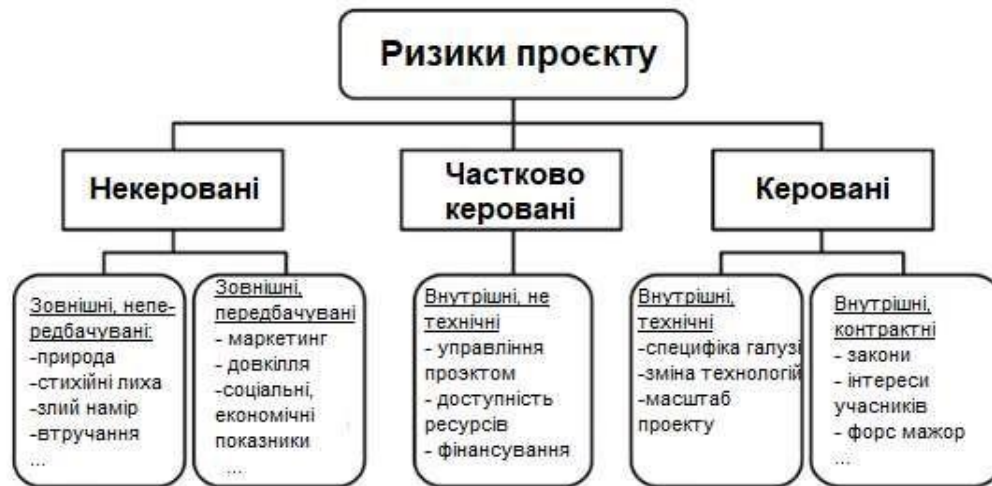 Ризики проєкту
Некеровані
Частково
керовані
Керовані
Зовнішні, непе-
редбачувані:
-природа
-стихійні лиха
-злий намір
-втручання
...
Зовнішні,
передбачувані
- маркетинг
- довкілля
-соціальні,
економічні
показники
...
Внутрішні, не
технічні
- управління
проэктом
- доступність
ресурсів
- фінансування
Внутрішні,
технічні
-специфіка галузі
-зміна технологій
-масштаб
проекту
Внутрішні,
контрактні
- закони
- інтереси
учасників
- форс мажор
...